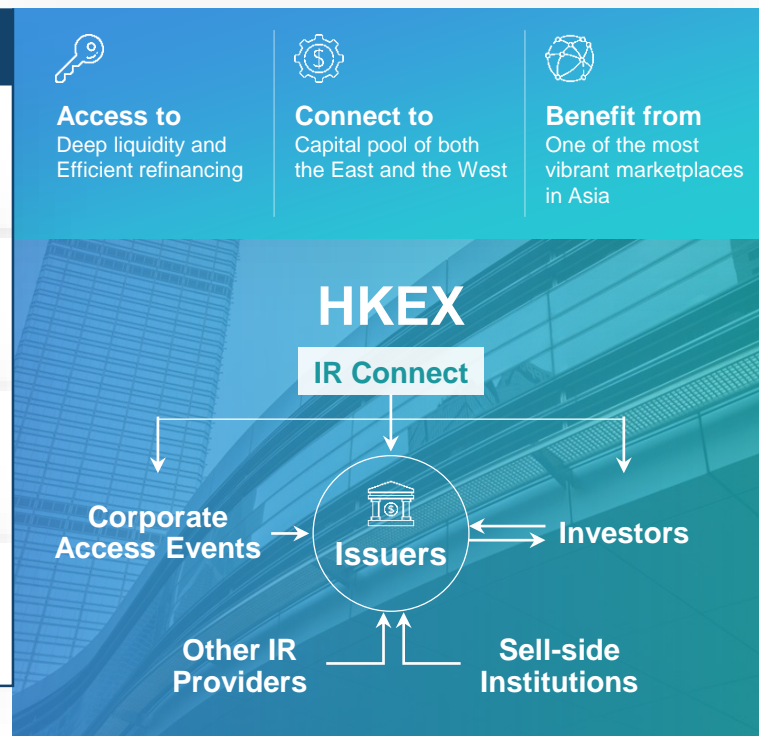 Access to
Deep liquidity and
Efficient refinancing
Connect to
Capital pool of both
the East and the West
Benefit from
One of the most
vibrant marketplaces
in Asia
HKEX
IR Connect
Corporate
Access Events
$
Issuers
Investors
Other IR
Providers
Sell-side
Institutions